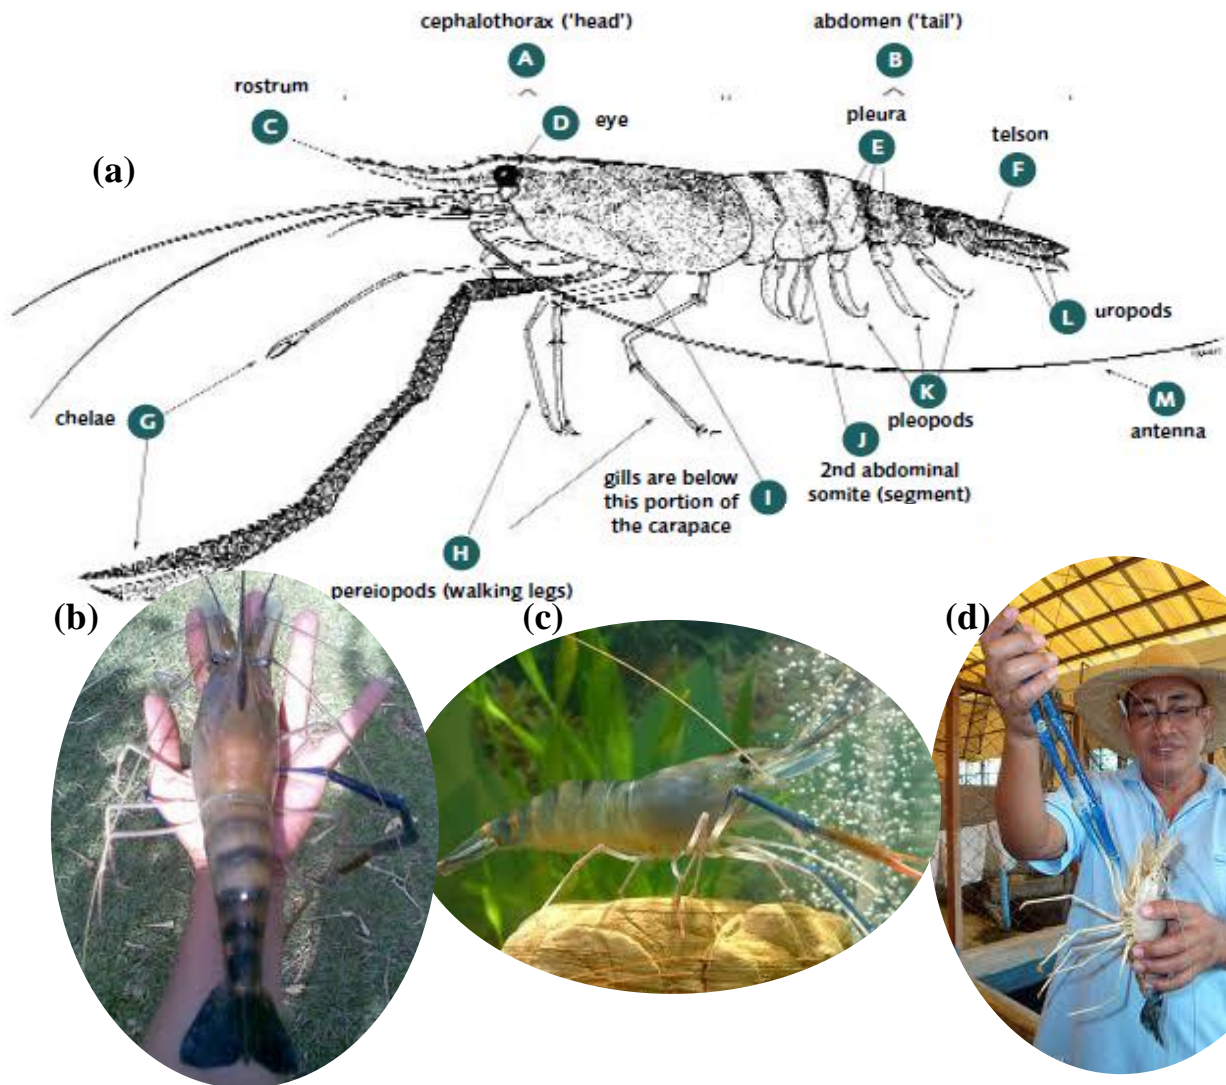 cephalothorax ('head')
abdomen ('tail')
A
B
rostrum
C
D
eye
pleura
E
telson
F
(a)
L
uropods
chelae
G
K
pleopods
M
antenna
J
2nd abdominal
somite (segment)
gills are below
this portion of
the carapace
I
H
pereiopods (walking legs)
(b)
(c)
(d)